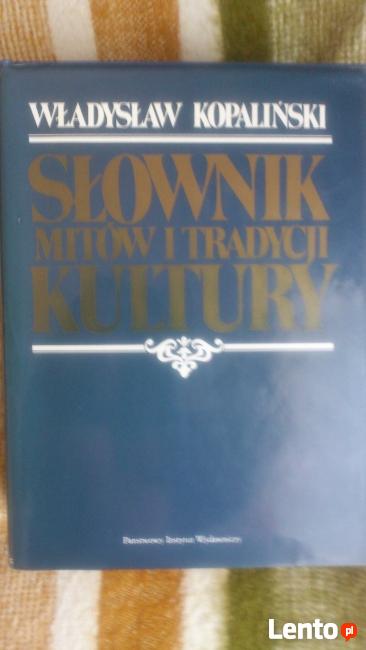 WŁADYSŁAW KOPALIŃSKI
SŁOWNIK
MITÓW I TRADYCJI
KULTURY
Państwowy Instytut Wydawniczy
Lento.pl